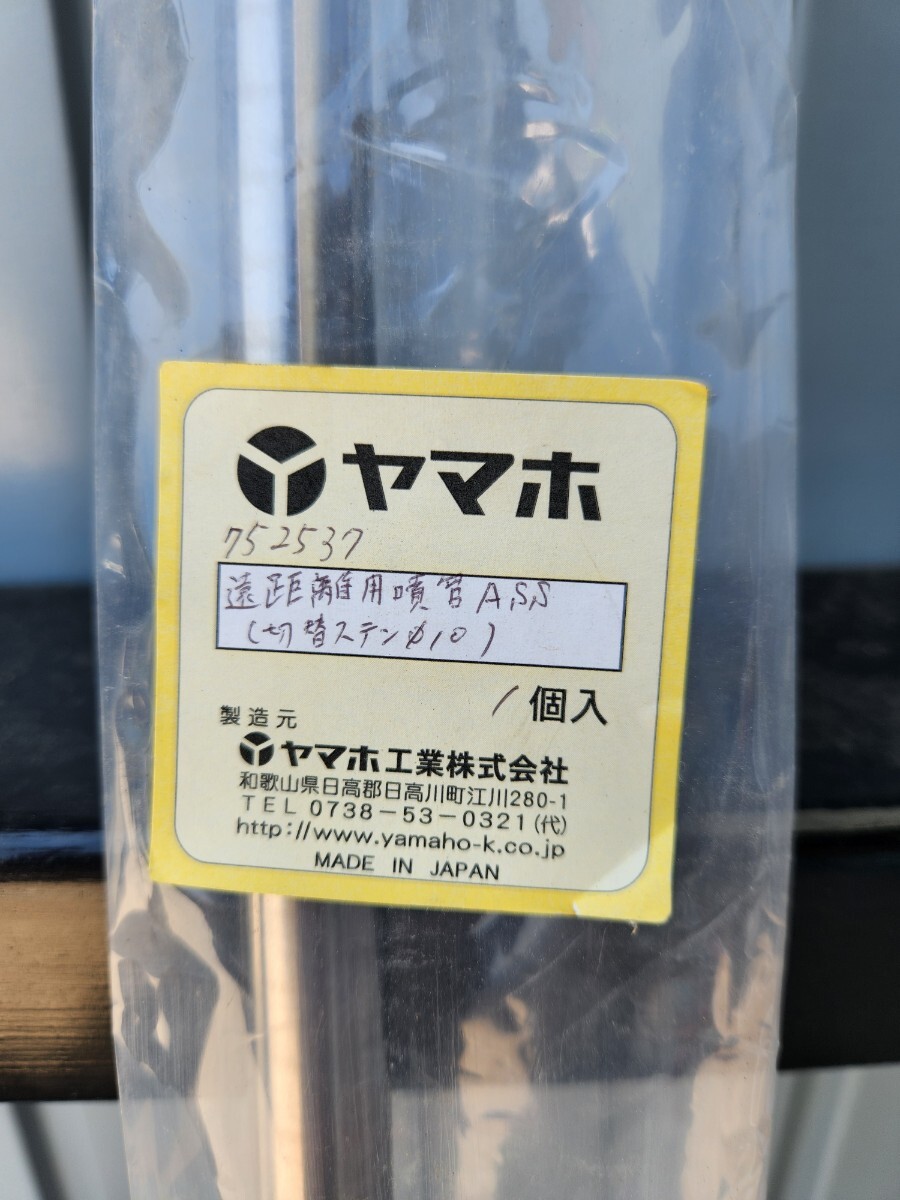 ヤマホ
752537
遠距離用噴管A,S,S
(切替ステンφ10)
1個入
製造元
ヤマホ工業株式会社
和歌山県日高郡日高川町江川280-1
TEL 0738-53-0321(代)
http://www.yamaho-k.co.jp
MADE IN JAPAN